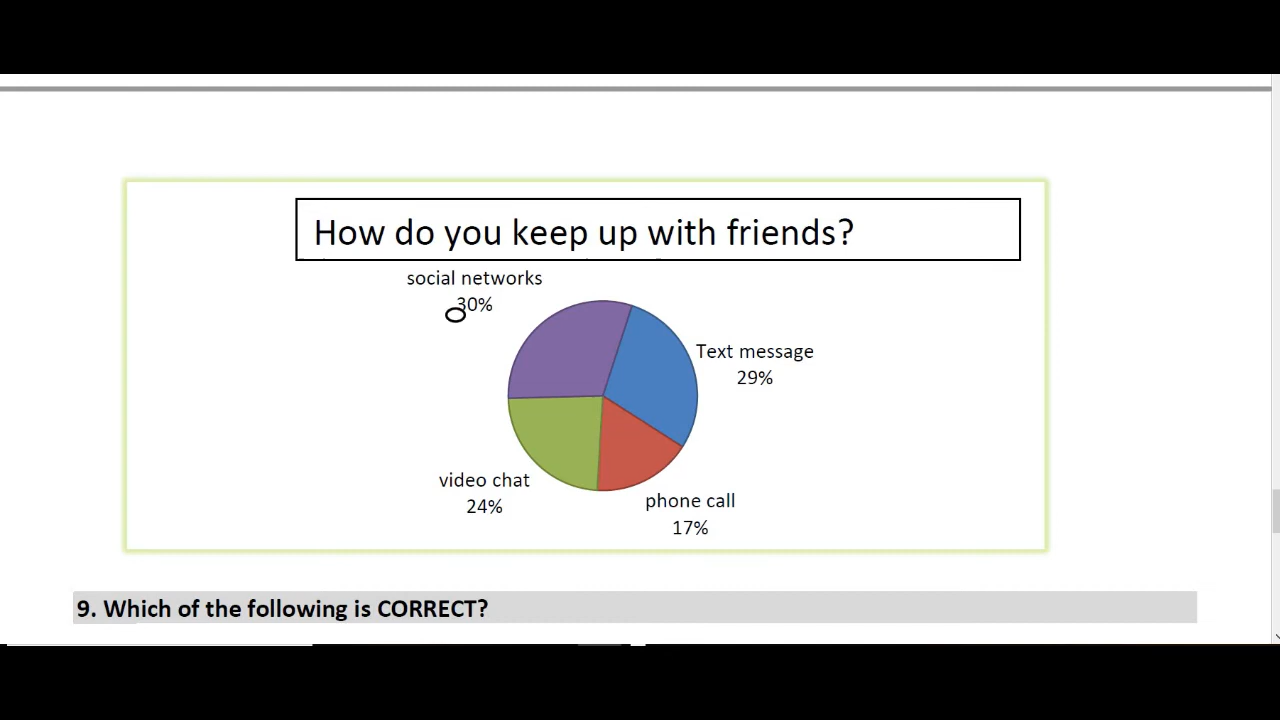 How do you keep up with friends?
social networks
30%
Text message
29%
video chat
24%
phone call
17%
9. Which of the following is CORRECT?